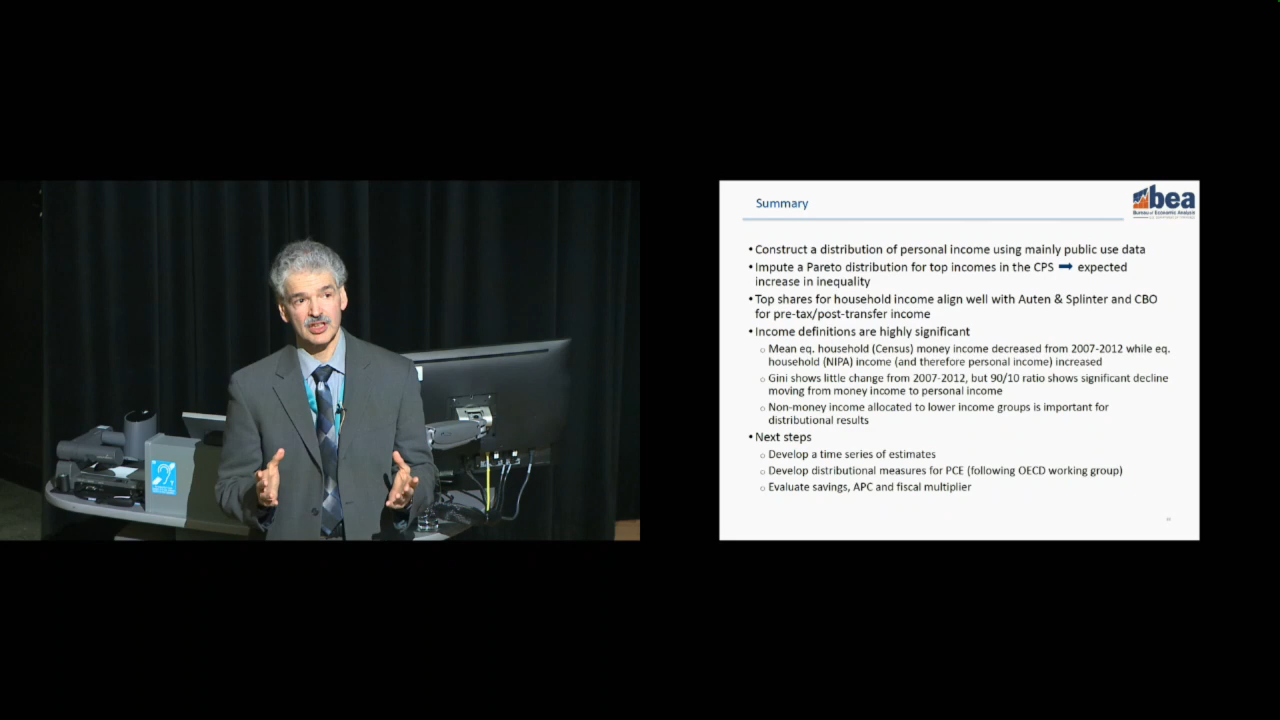 Summary
bea
Bureau of Economic Analysis
• Construct a distribution of personal income using mainly public use data
• Impute a Pareto distribution for top incomes in the CPS ➡ expected
increase in inequality
• Top shares for household income align well with Auten & Splinter and CBO
for pre-tax/post-transfer income
• Income definitions are highly significant
○ Mean eq. household (Census) money income decreased from 2007-2012 while eq.
household (NIPA) income (and therefore personal income) increased
○ Gini shows little change from 2007-2012, but 90/10 ratio shows significant decline
moving from money income to personal income
○ Non-money income allocated to lower income groups is important for
distributional results
• Next steps
○ Develop a time series of estimates
○ Develop distributional measures for PCE (following OECD working group)
○ Evaluate savings, APC and fiscal multiplier